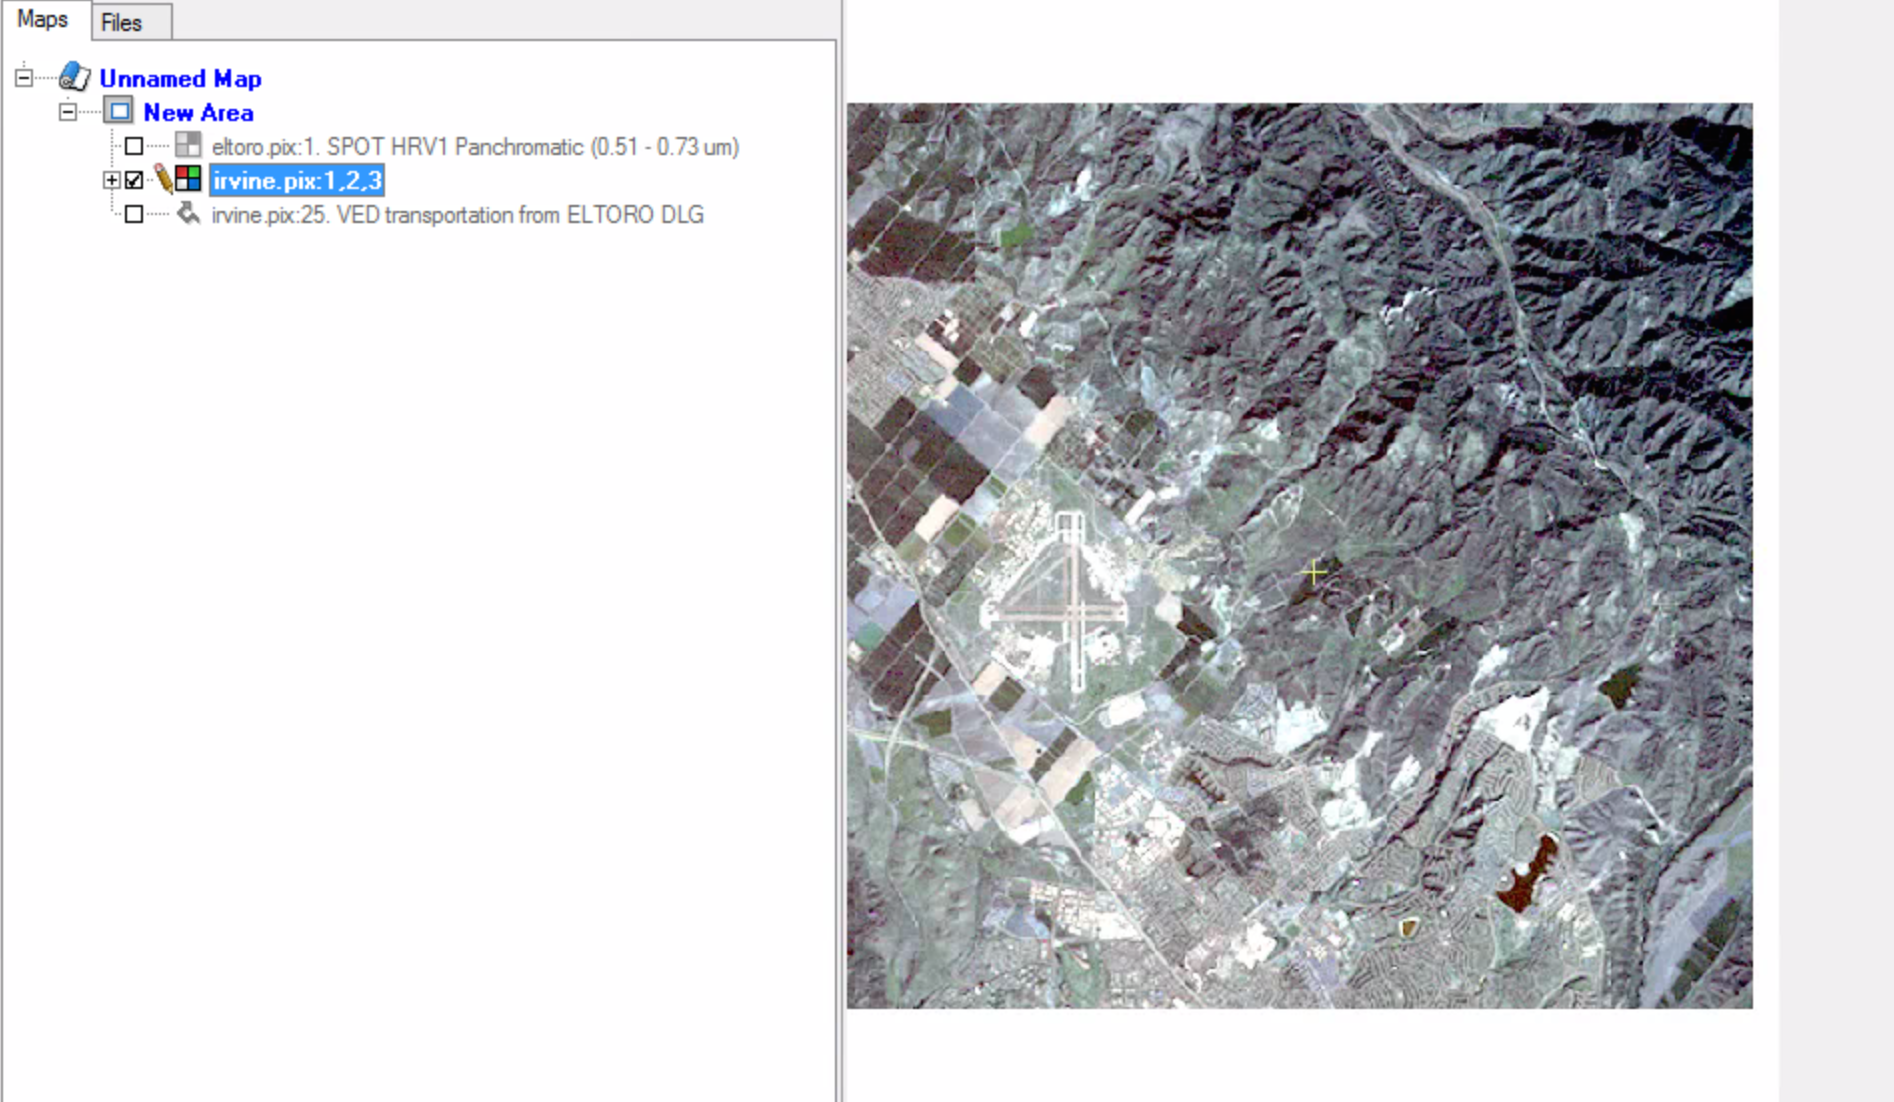 Maps Files
Unnamed Map
New Area
eltoro.pix:1. SPOT HRV1 Panchromatic (0.51 - 0.73 um)
irvine.pix:1,2,3
irvine.pix:25. VED transportation from ELTORO DLG